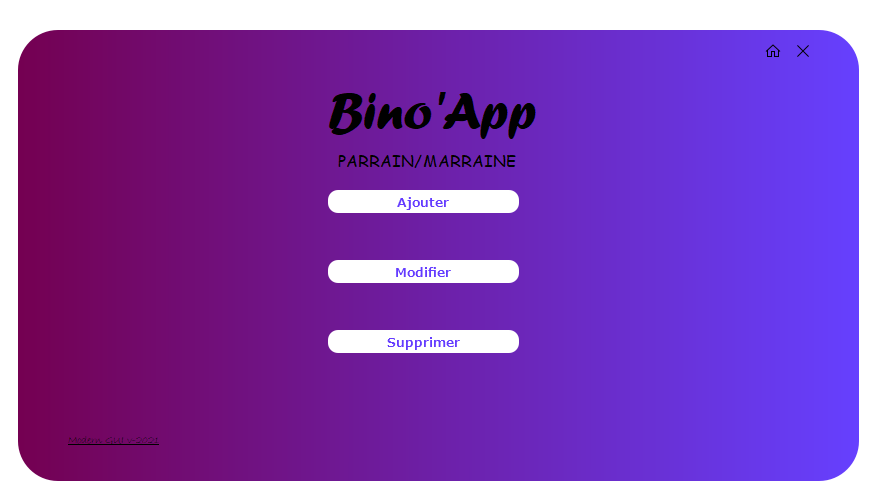 Bino'App
PARRAIN/MARRAINE
Ajouter
Modifier
Supprimer